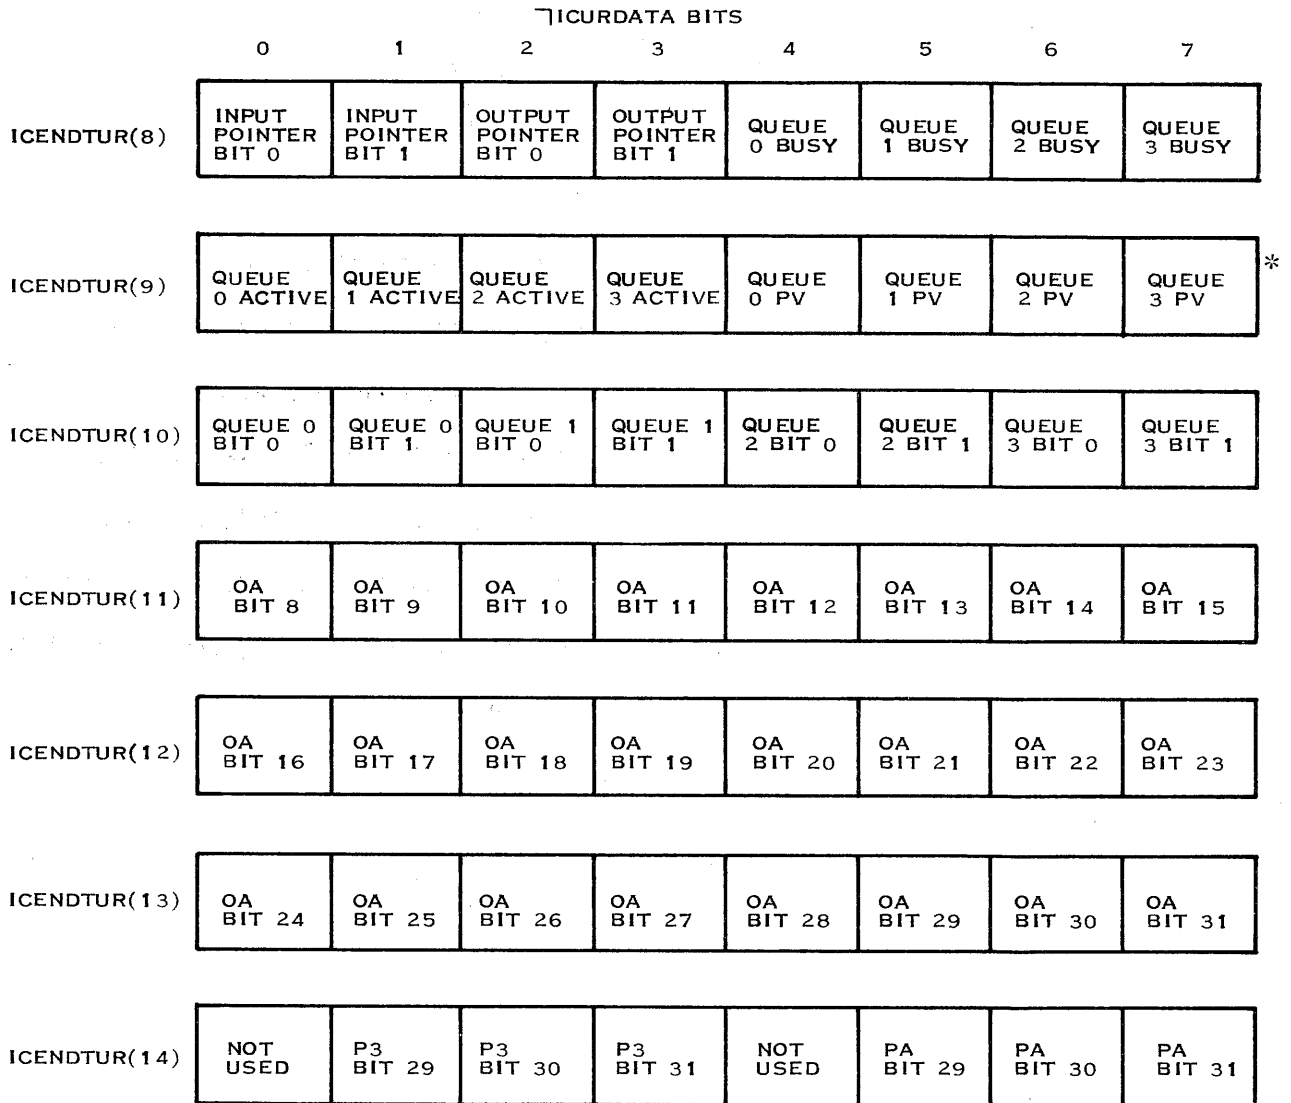 ¬ICURDATA BITS
0 1 2 3 4 5 6 7
ICENDTUR(8)
INPUT POINTER BIT 0
INPUT POINTER BIT 1
OUTPUT POINTER BIT 0
OUTPUT POINTER BIT 1
QUEUE 0 BUSY
QUEUE 1 BUSY
QUEUE 2 BUSY
QUEUE 3 BUSY
ICENDTUR(9)
QUEUE 0 ACTIVE
QUEUE 1 ACTIVE
QUEUE 2 ACTIVE
QUEUE 3 ACTIVE
QUEUE 0 PV
QUEUE 1 PV
QUEUE 2 PV
QUEUE 3 PV
*
ICENDTUR(10)
QUEUE 0 BIT 0
QUEUE 0 BIT 1
QUEUE 1 BIT 0
QUEUE 1 BIT 1
QUEUE 2 BIT 0
QUEUE 2 BIT 1
QUEUE 3 BIT 0
QUEUE 3 BIT 1
ICENDTUR(11)
OA BIT 8
OA BIT 9
OA BIT 10
OA BIT 11
OA BIT 12
OA BIT 13
OA BIT 14
OA BIT 15
ICENDTUR(12)
OA BIT 16
OA BIT 17
OA BIT 18
OA BIT 19
OA BIT 20
OA BIT 21
OA BIT 22
OA BIT 23
ICENDTUR(13)
OA BIT 24
OA BIT 25
OA BIT 26
OA BIT 27
OA BIT 28
OA BIT 29
OA BIT 30
OA BIT 31
ICENDTUR(14)
NOT USED
P3 BIT 29
P3 BIT 30
P3 BIT 31
NOT USED
PA BIT 29
PA BIT 30
PA BIT 31